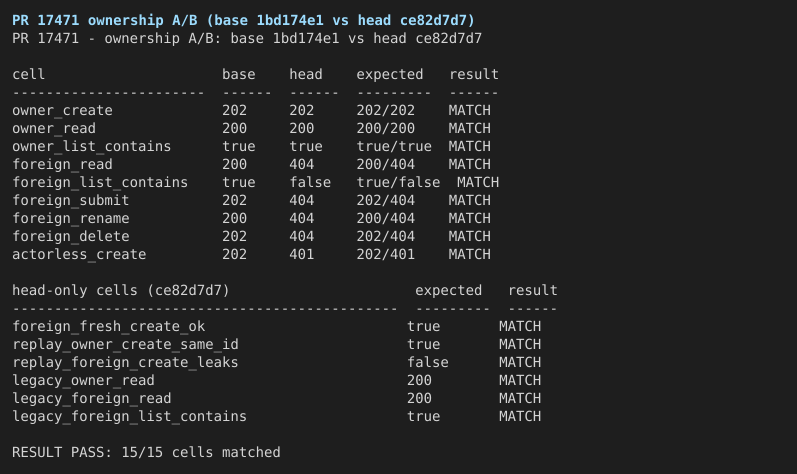 PR 17471 ownership A/B (base 1bd174e1 vs head ce82d7d7)
PR 17471 - ownership A/B: base 1bd174e1 vs head ce82d7d7
cell                     base    head    expected   result
-----------------------  ------  ------  ---------  ------
owner_create             202     202     202/202    MATCH
owner_read               200     200     200/200    MATCH
owner_list_contains      true    true    true/true  MATCH
foreign_read             200     404     200/404    MATCH
foreign_list_contains    true    false   true/false  MATCH
foreign_submit           202     404     202/404    MATCH
foreign_rename           200     404     200/404    MATCH
foreign_delete           202     404     202/404    MATCH
actorless_create         202     401     202/401    MATCH
head-only cells (ce82d7d7)                      expected   result
----------------------------------------------  ---------  ------
foreign_fresh_create_ok                        true       MATCH
replay_owner_create_same_id                    true       MATCH
replay_foreign_create_leaks                    false      MATCH
legacy_owner_read                              200        MATCH
legacy_foreign_read                            200        MATCH
legacy_foreign_list_contains                   true       MATCH
RESULT PASS: 15/15 cells matched